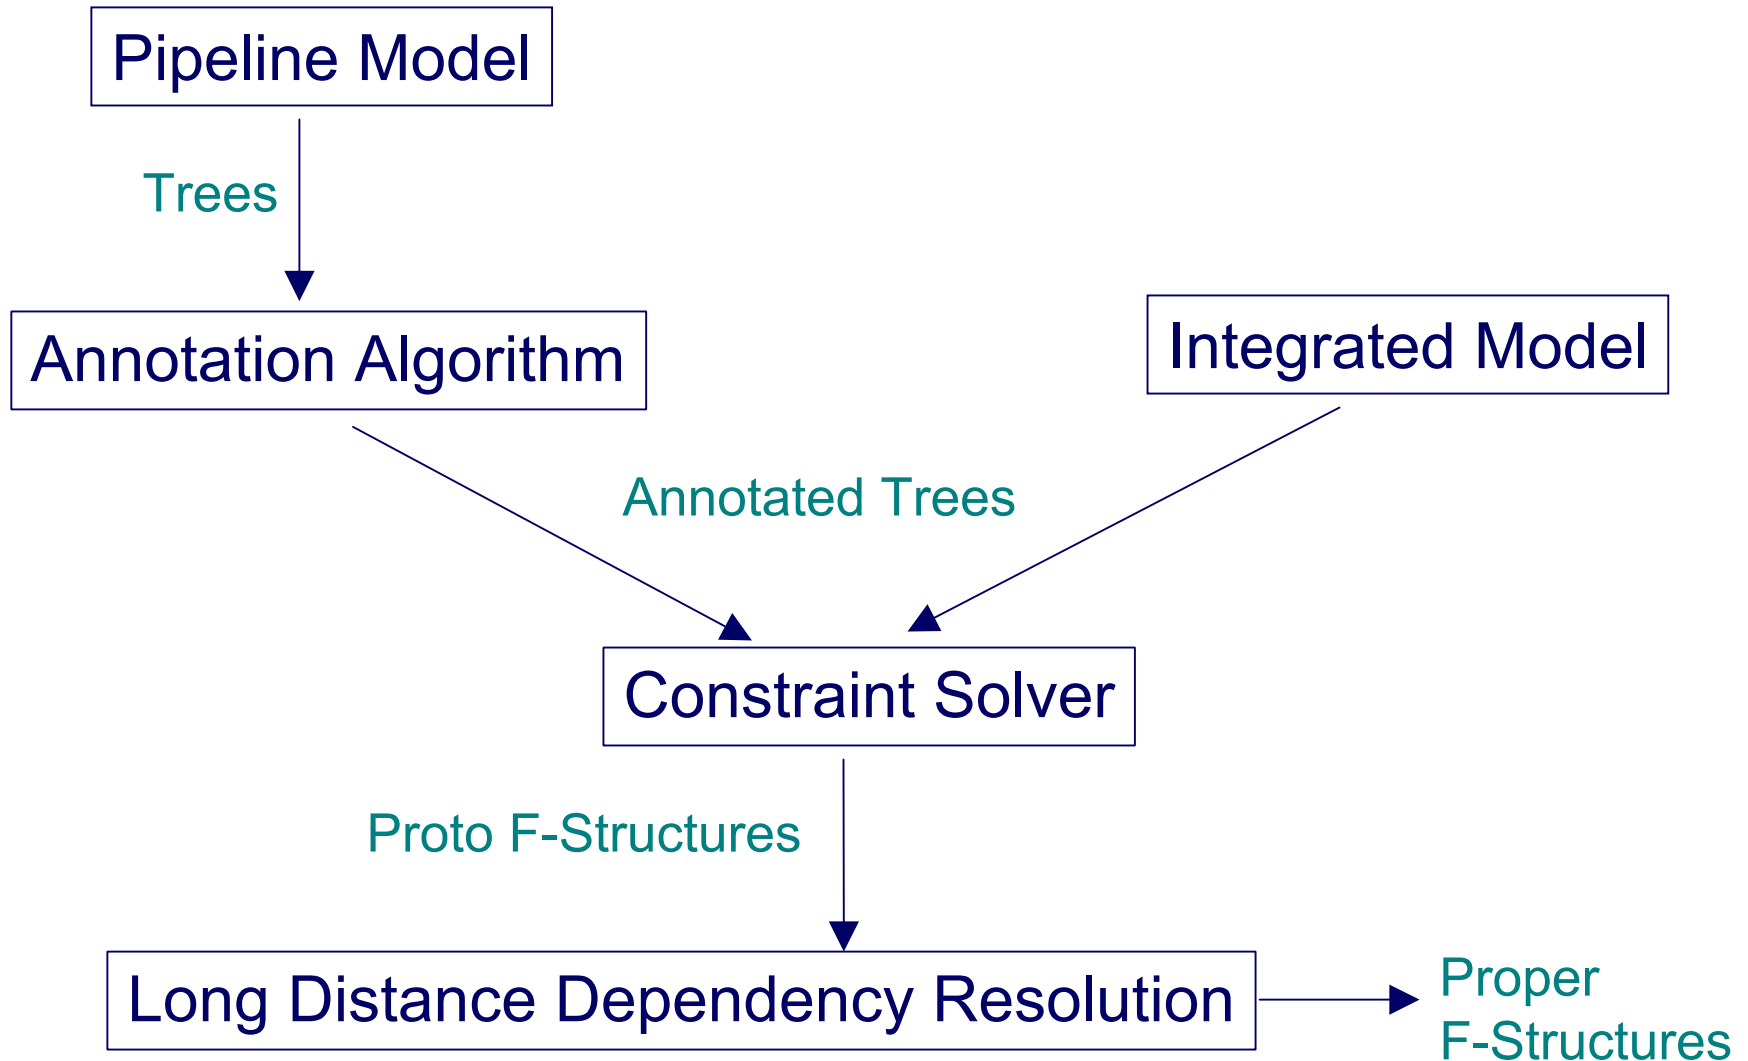 Pipeline Model
Trees
Annotation Algorithm
Integrated Model
Annotated Trees
Constraint Solver
Proto F-Structures
Long Distance Dependency Resolution
Proper
F-Structures